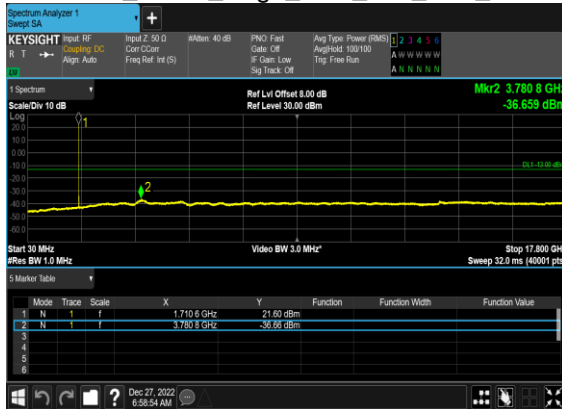 Spectrum Analyzer 1
Swept SA
+
KEYSIGHT Input: RF Input Z: 50 Ω #Atten: 40 dB PNO: Fast Avg Type: Power (RMS) 1 2 3 4 5 6
R T Coupling: DC Corr CCorr Gate: Off Avg|Hold: 100/100 A W W W W W
Align: Auto Freq Ref: Int (S) IF Gain: Low Trig: Free Run
LXI Sig Track: Off A N N N N N
1 Spectrum Ref Lvl Offset 8.00 dB Mkr2 3.780 8 GHz
Scale/Div 10 dB Ref Level 30.00 dBm -36.659 dBm
Log
20.0
10.0
0.00
-10.0
DL1 -13.00 dBm
-20.0
-30.0
-40.0
-50.0
-60.0
1
2
Start 30 MHz Video BW 3.0 MHz* Stop 17.800 GHz
#Res BW 1.0 MHz Sweep 32.0 ms (40001 pts)
5 Marker Table
Mode Trace Scale X Y Function Function Width Function Value
1 N 1 f 1.710 6 GHz 21.60 dBm
2 N 1 f 3.780 8 GHz -36.66 dBm
3
4
5
6
? Dec 27, 2022
6:58:54 AM